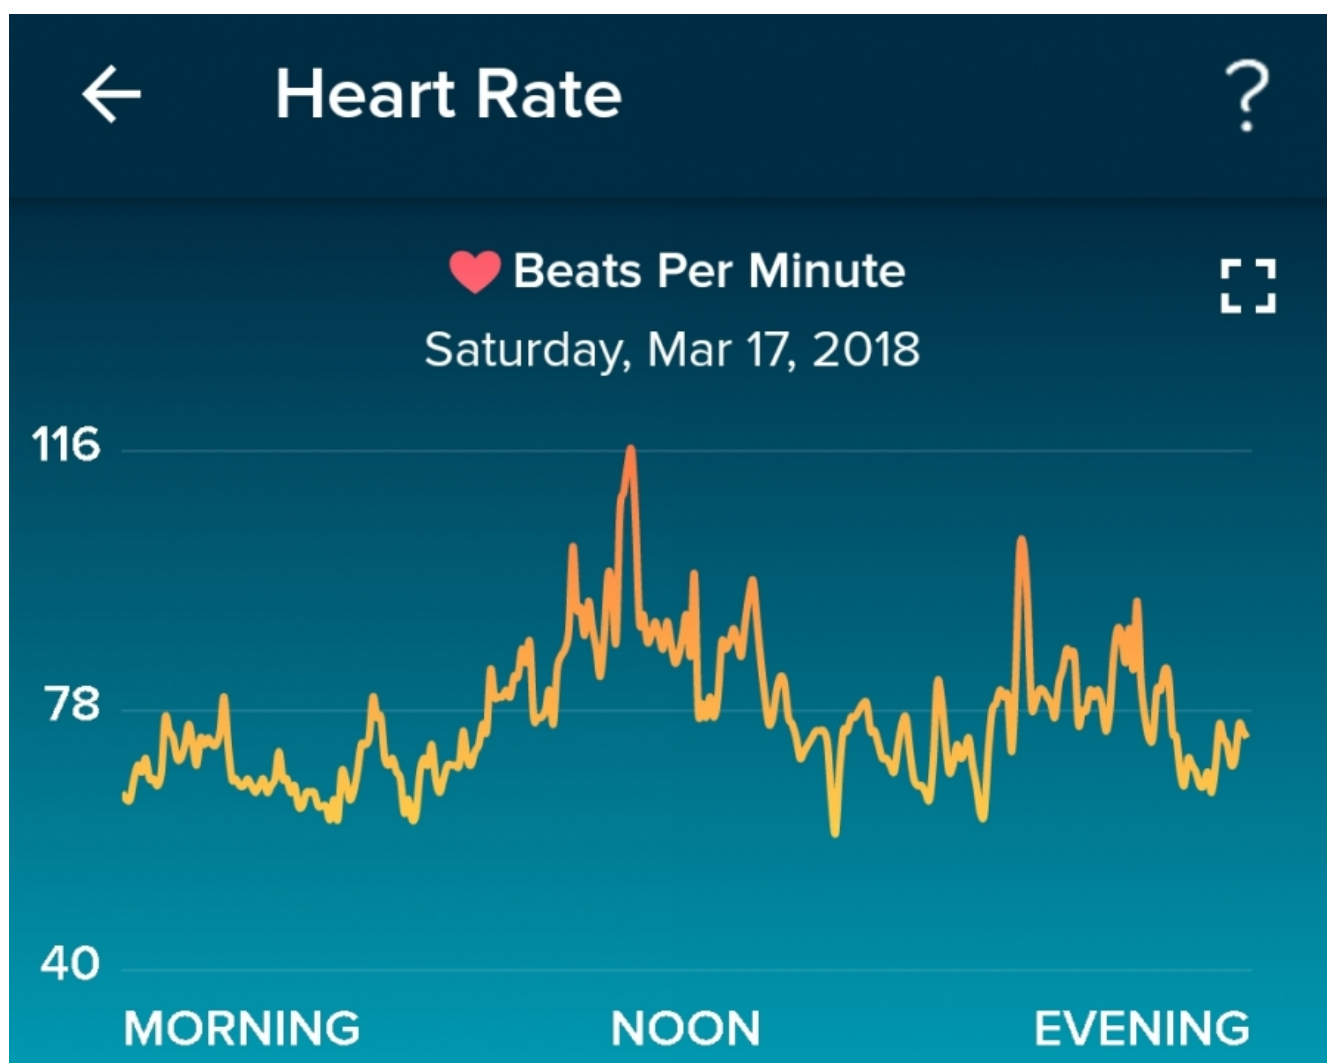 Heart Rate ?
Beats Per Minute
Saturday, Mar 17, 2018
116
78
40
MORNING NOON EVENING